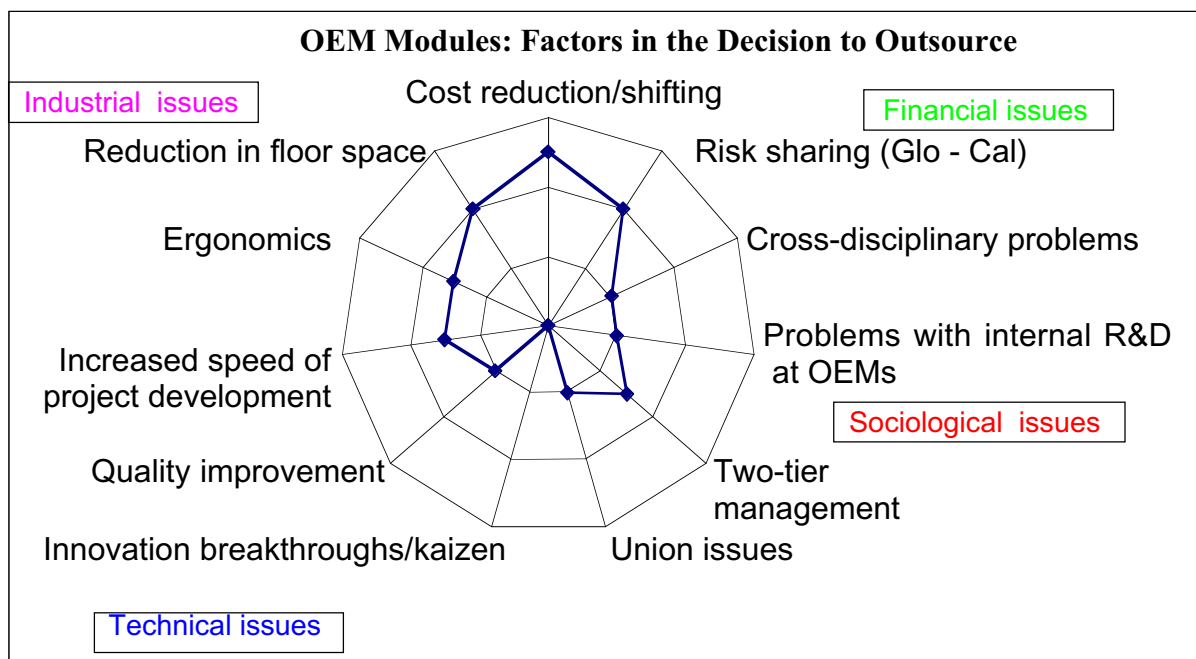 OEM Modules: Factors in the Decision to Outsource
Industrial issues
Cost reduction/shifting
Financial issues
Reduction in floor space
Risk sharing (Glo - Cal)
Ergonomics
Cross-disciplinary problems
Increased speed of
project development
Problems with internal R&D
at OEMs
Sociological issues
Quality improvement
Two-tier
management
Innovation breakthroughs/kaizen
Union issues
Technical issues